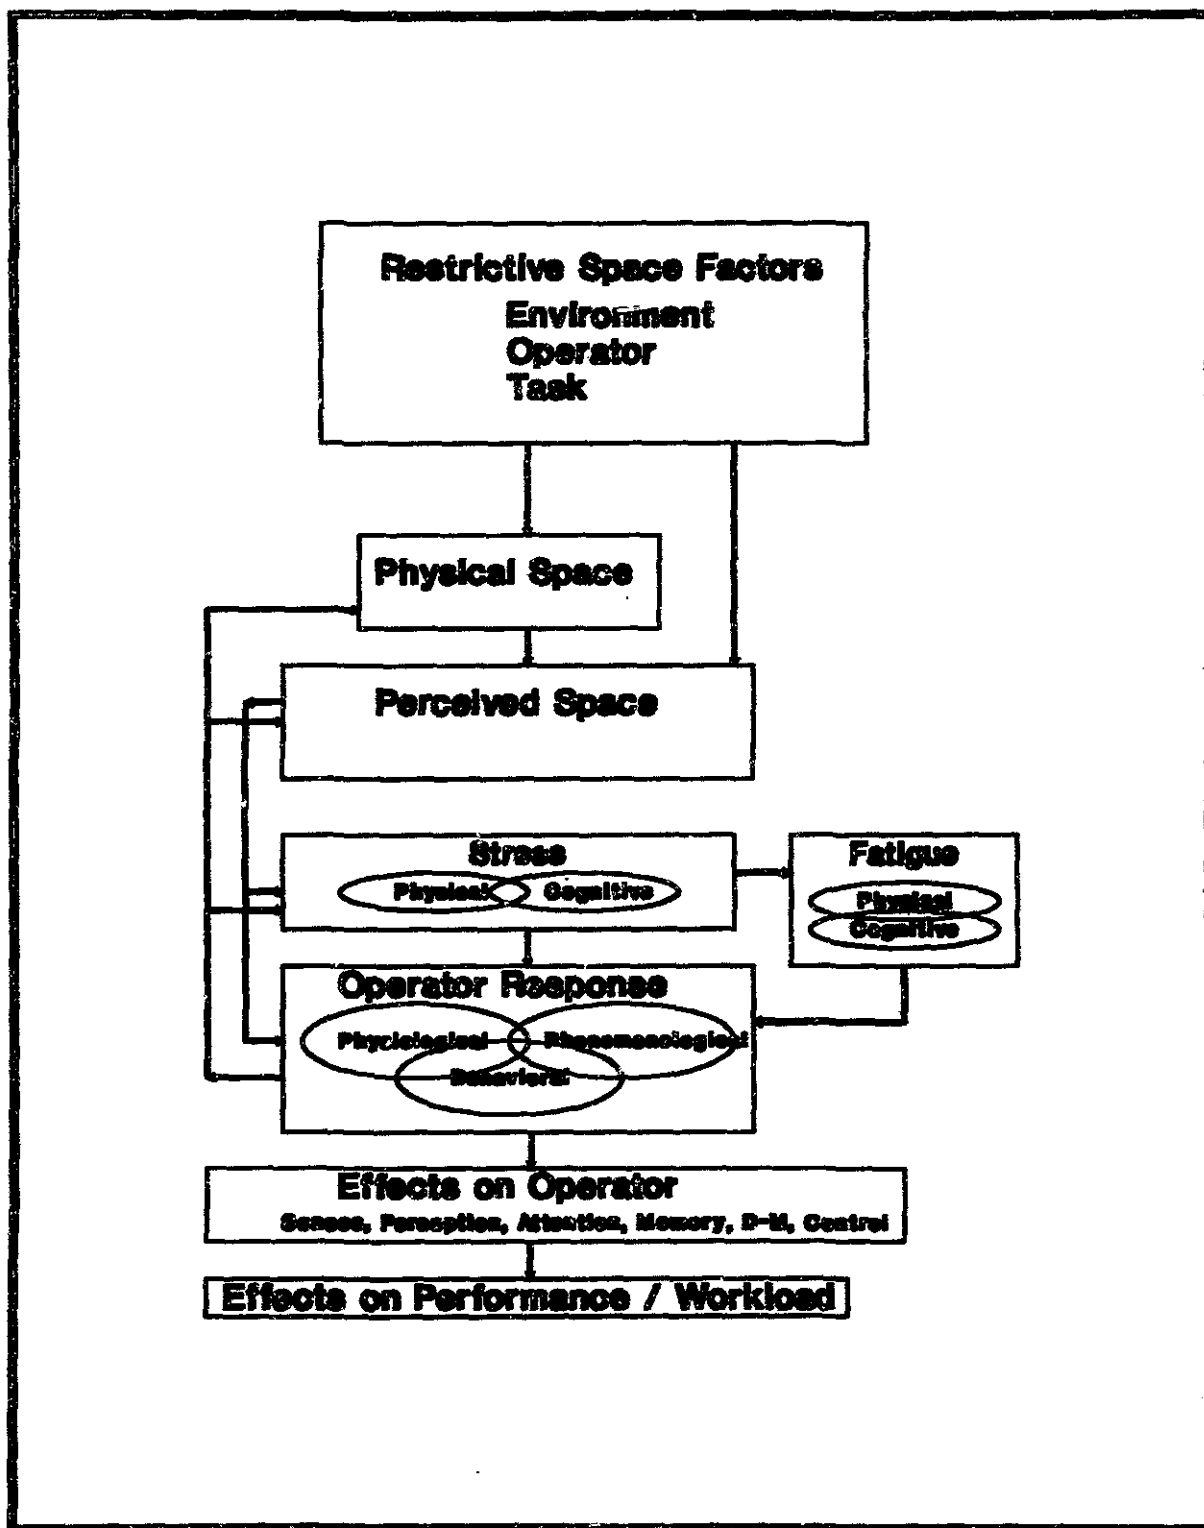 Restrictive Space Factors
Environment
Operator
Task
Physical Space
Perceived Space
Stress
Physical Cognitive
Fatigue
Physical
Cognitive
Operator Response
Physiological Phenomenological
Behavioral
Effects on Operator
Senses, Perception, Attention, Memory, D-M, Control
Effects on Performance / Workload